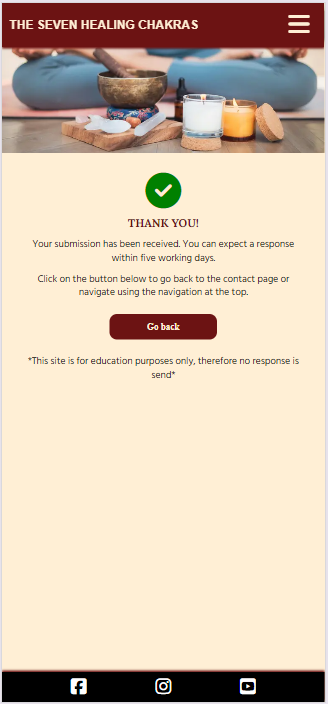 THE SEVEN HEALING CHAKRAS
THANK YOU!
Your submission has been received. You can expect a response
within five working days.
Click on the button below to go back to the contact page or
navigate using the navigation at the top.
Go back
*This site is for education purposes only, therefore no response is
send*